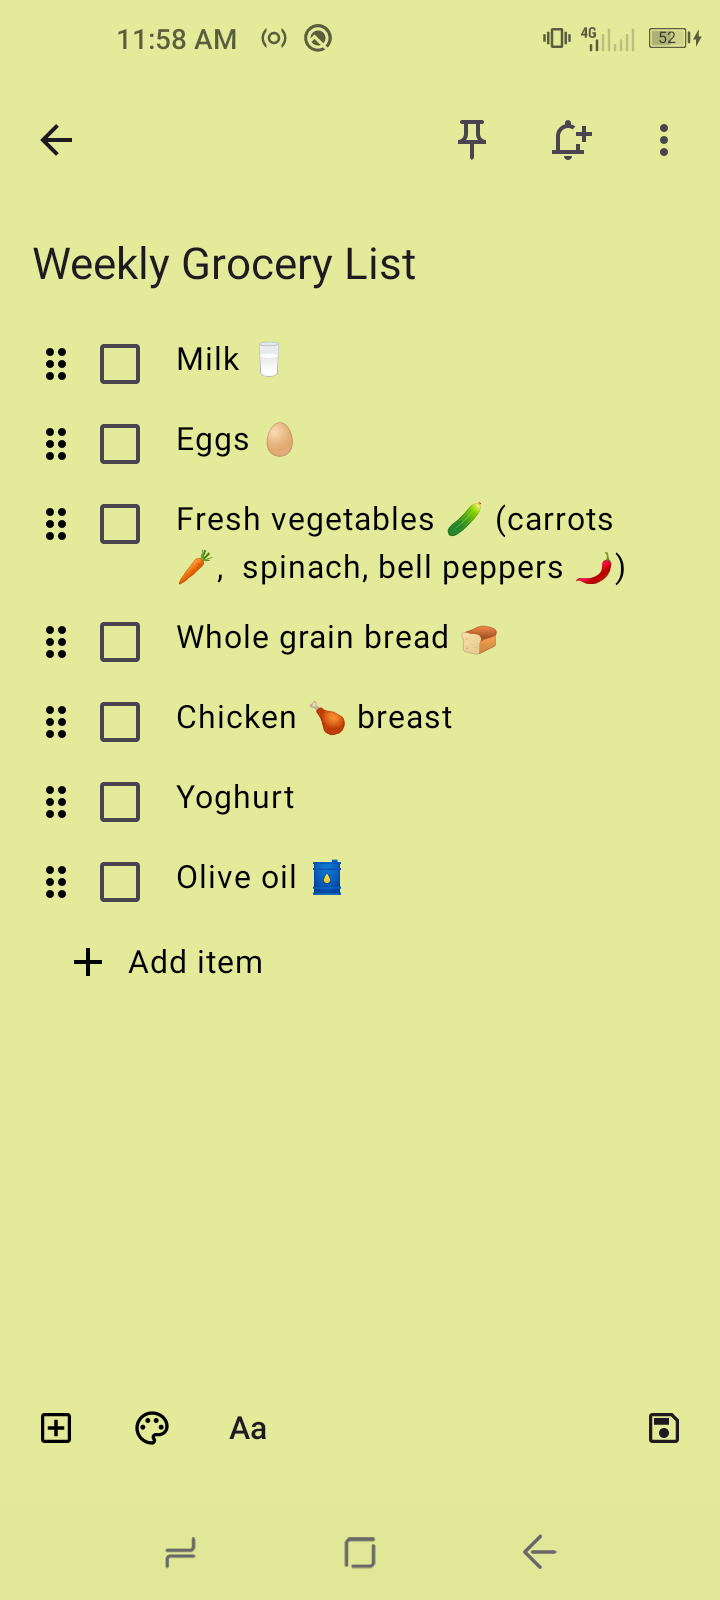 11:58 AM
4G
52
Weekly Grocery List
Milk 🥛
Eggs 🥚
Fresh vegetables 🥒 (carrots
🥕,  spinach, bell peppers 🌶️)
Whole grain bread 🍞
Chicken 🍗 breast
Yoghurt
Olive oil 🛢️
Add item
Aa